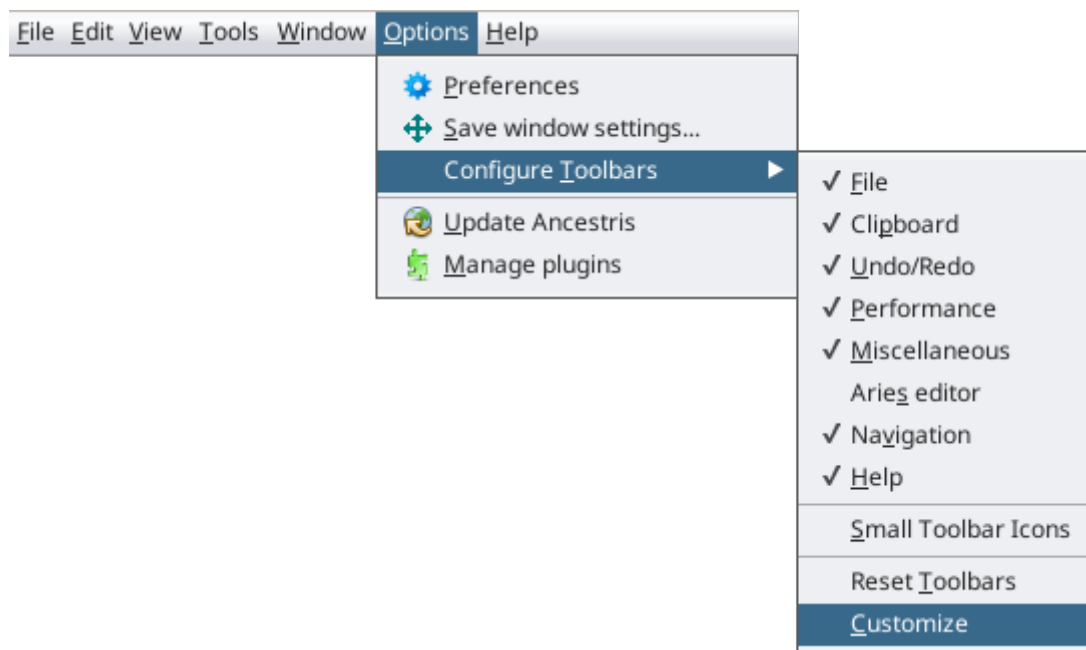 File Edit View Tools Window Options Help
Preferences
Save window settings...
Configure Toolbars
Update Ancestris
Manage plugins
File
Clipboard
Undo/Redo
Performance
Miscellaneous
Aries editor
Navigation
Help
Small Toolbar Icons
Reset Toolbars
Customize